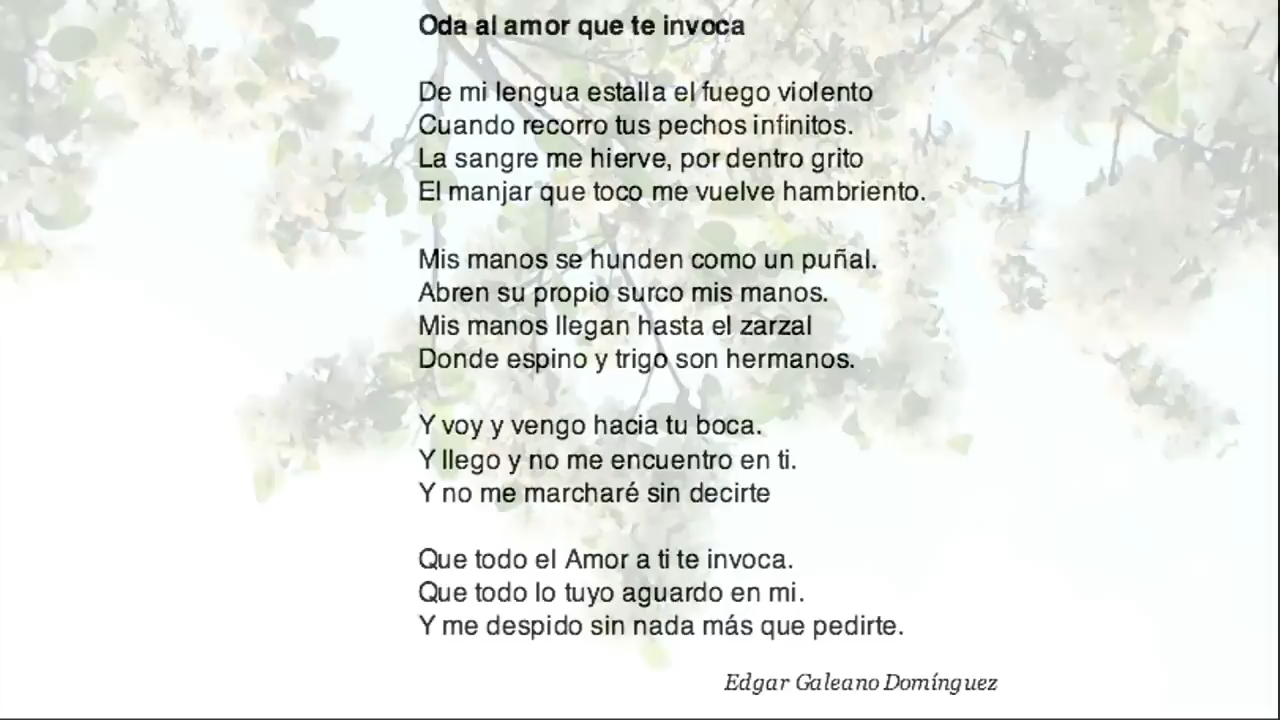 Oda al amor que te invoca
De mi lengua estalla el fuego violento
Cuando recorro tus pechos infinitos.
La sangre me hierve, por dentro grito
El manjar que toco me vuelve hambriento.
Mis manos se hunden como un puñal.
Abren su propio surco mis manos.
Mis manos llegan hasta el zarzal
Donde espino y trigo son hermanos.
Y voy y vengo hacia tu boca.
Y llego y no me encuentro en ti.
Y no me marcharé sin decirte
Que todo el Amor a ti te invoca.
Que todo lo tuyo aguardo en mi.
Y me despido sin nada más que pedirte.
Edgar Galeano Domínguez